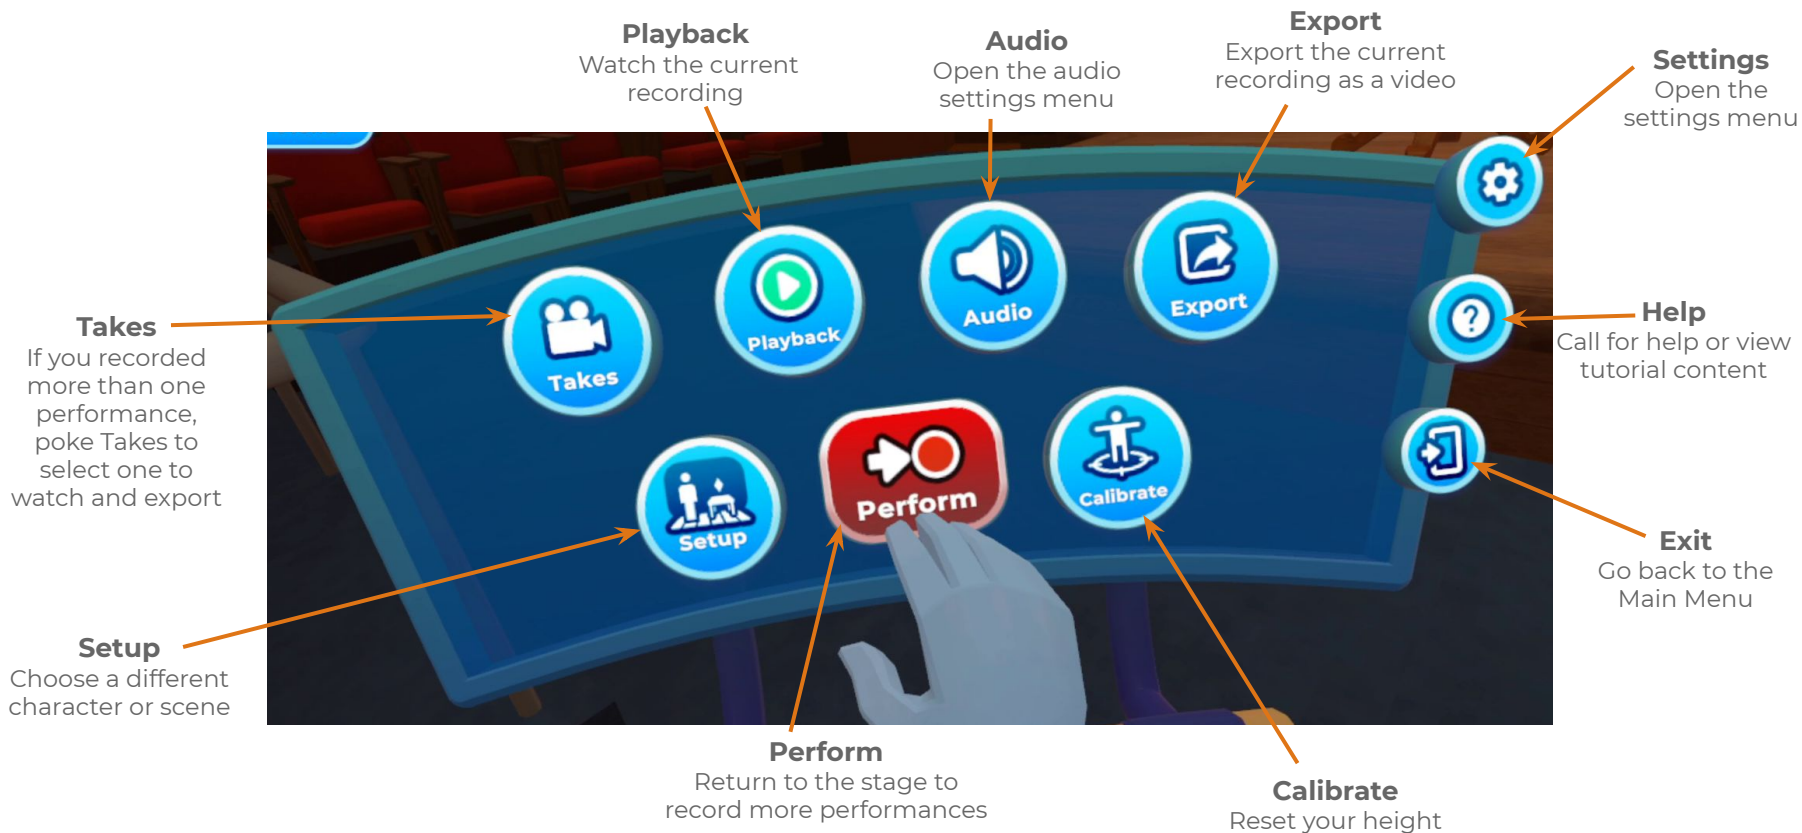 Playback
Watch the current
recording
Audio
Open the audio
settings menu
Export
Export the current
recording as a video
Settings
Open the
settings menu
Takes
If you recorded
more than one
performance,
poke Takes to
select one to
watch and export
Help
Call for help or view
tutorial content
Exit
Go back to the
Main Menu
Setup
Choose a different
character or scene
Perform
Return to the stage to
record more performances
Calibrate
Reset your height
Takes
Playback
Audio
Export
Setup
Perform
Calibrate
?